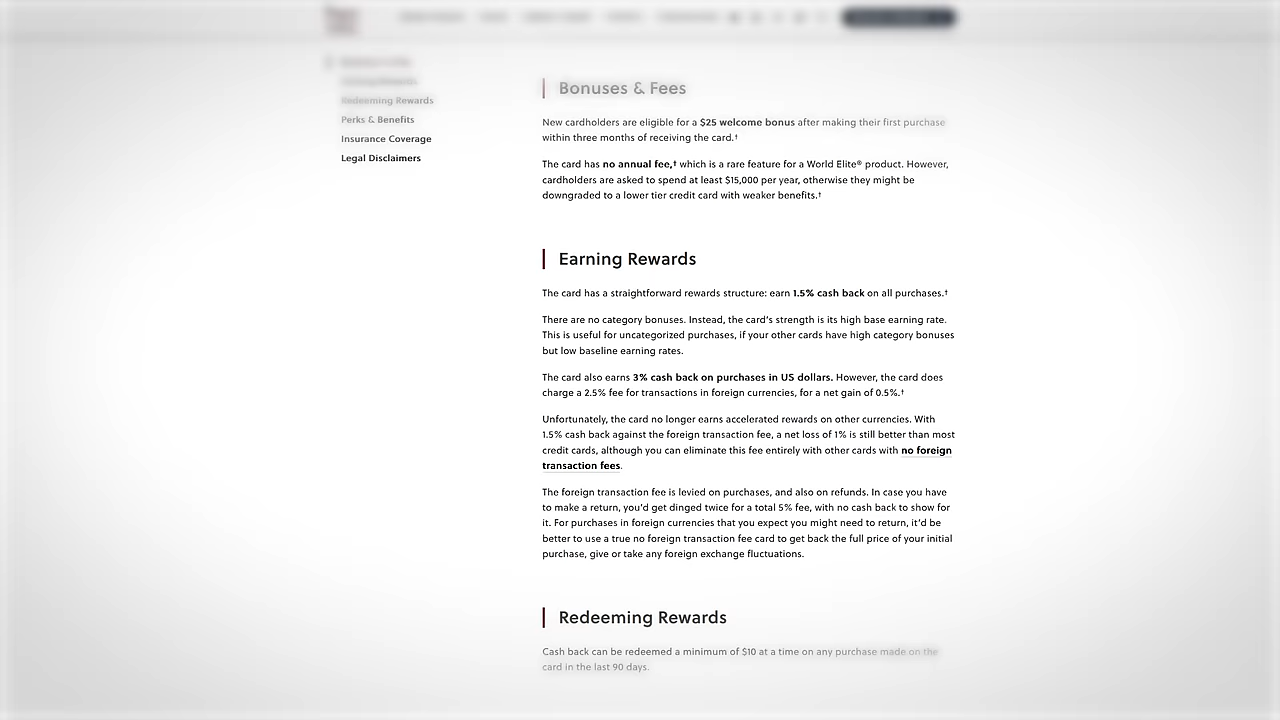 Redeeming Rewards
Perks & Benefits
Insurance Coverage
Legal Disclaimers
Bonuses & Fees
New cardholders are eligible for a $25 welcome bonus after making their first purchase
within three months of receiving the card.†
The card has no annual fee,† which is a rare feature for a World Elite® product. However,
cardholders are asked to spend at least $15,000 per year, otherwise they might be
downgraded to a lower tier credit card with weaker benefits.†
Earning Rewards
The card has a straightforward rewards structure: earn 1.5% cash back on all purchases.†
There are no category bonuses. Instead, the card's strength is its high base earning rate.
This is useful for uncategorized purchases, if your other cards have high category bonuses
but low baseline earning rates.
The card also earns 3% cash back on purchases in US dollars. However, the card does
charge a 2.5% fee for transactions in foreign currencies, for a net gain of 0.5%.†
Unfortunately, the card no longer earns accelerated rewards on other currencies. With
1.5% cash back against the foreign transaction fee, a net loss of 1% is still better than most
credit cards, although you can eliminate this fee entirely with other cards with no foreign
transaction fees.
The foreign transaction fee is levied on purchases, and also on refunds. In case you have
to make a return, you'd get dinged twice for a total 5% fee, with no cash back to show for
it. For purchases in foreign currencies that you expect you might need to return, it'd be
better to use a true no foreign transaction fee card to get back the full price of your initial
purchase, give or take any foreign exchange fluctuations.
Redeeming Rewards
Cash back can be redeemed a minimum of $10 at a time on any purchase made on the
card in the last 90 days.